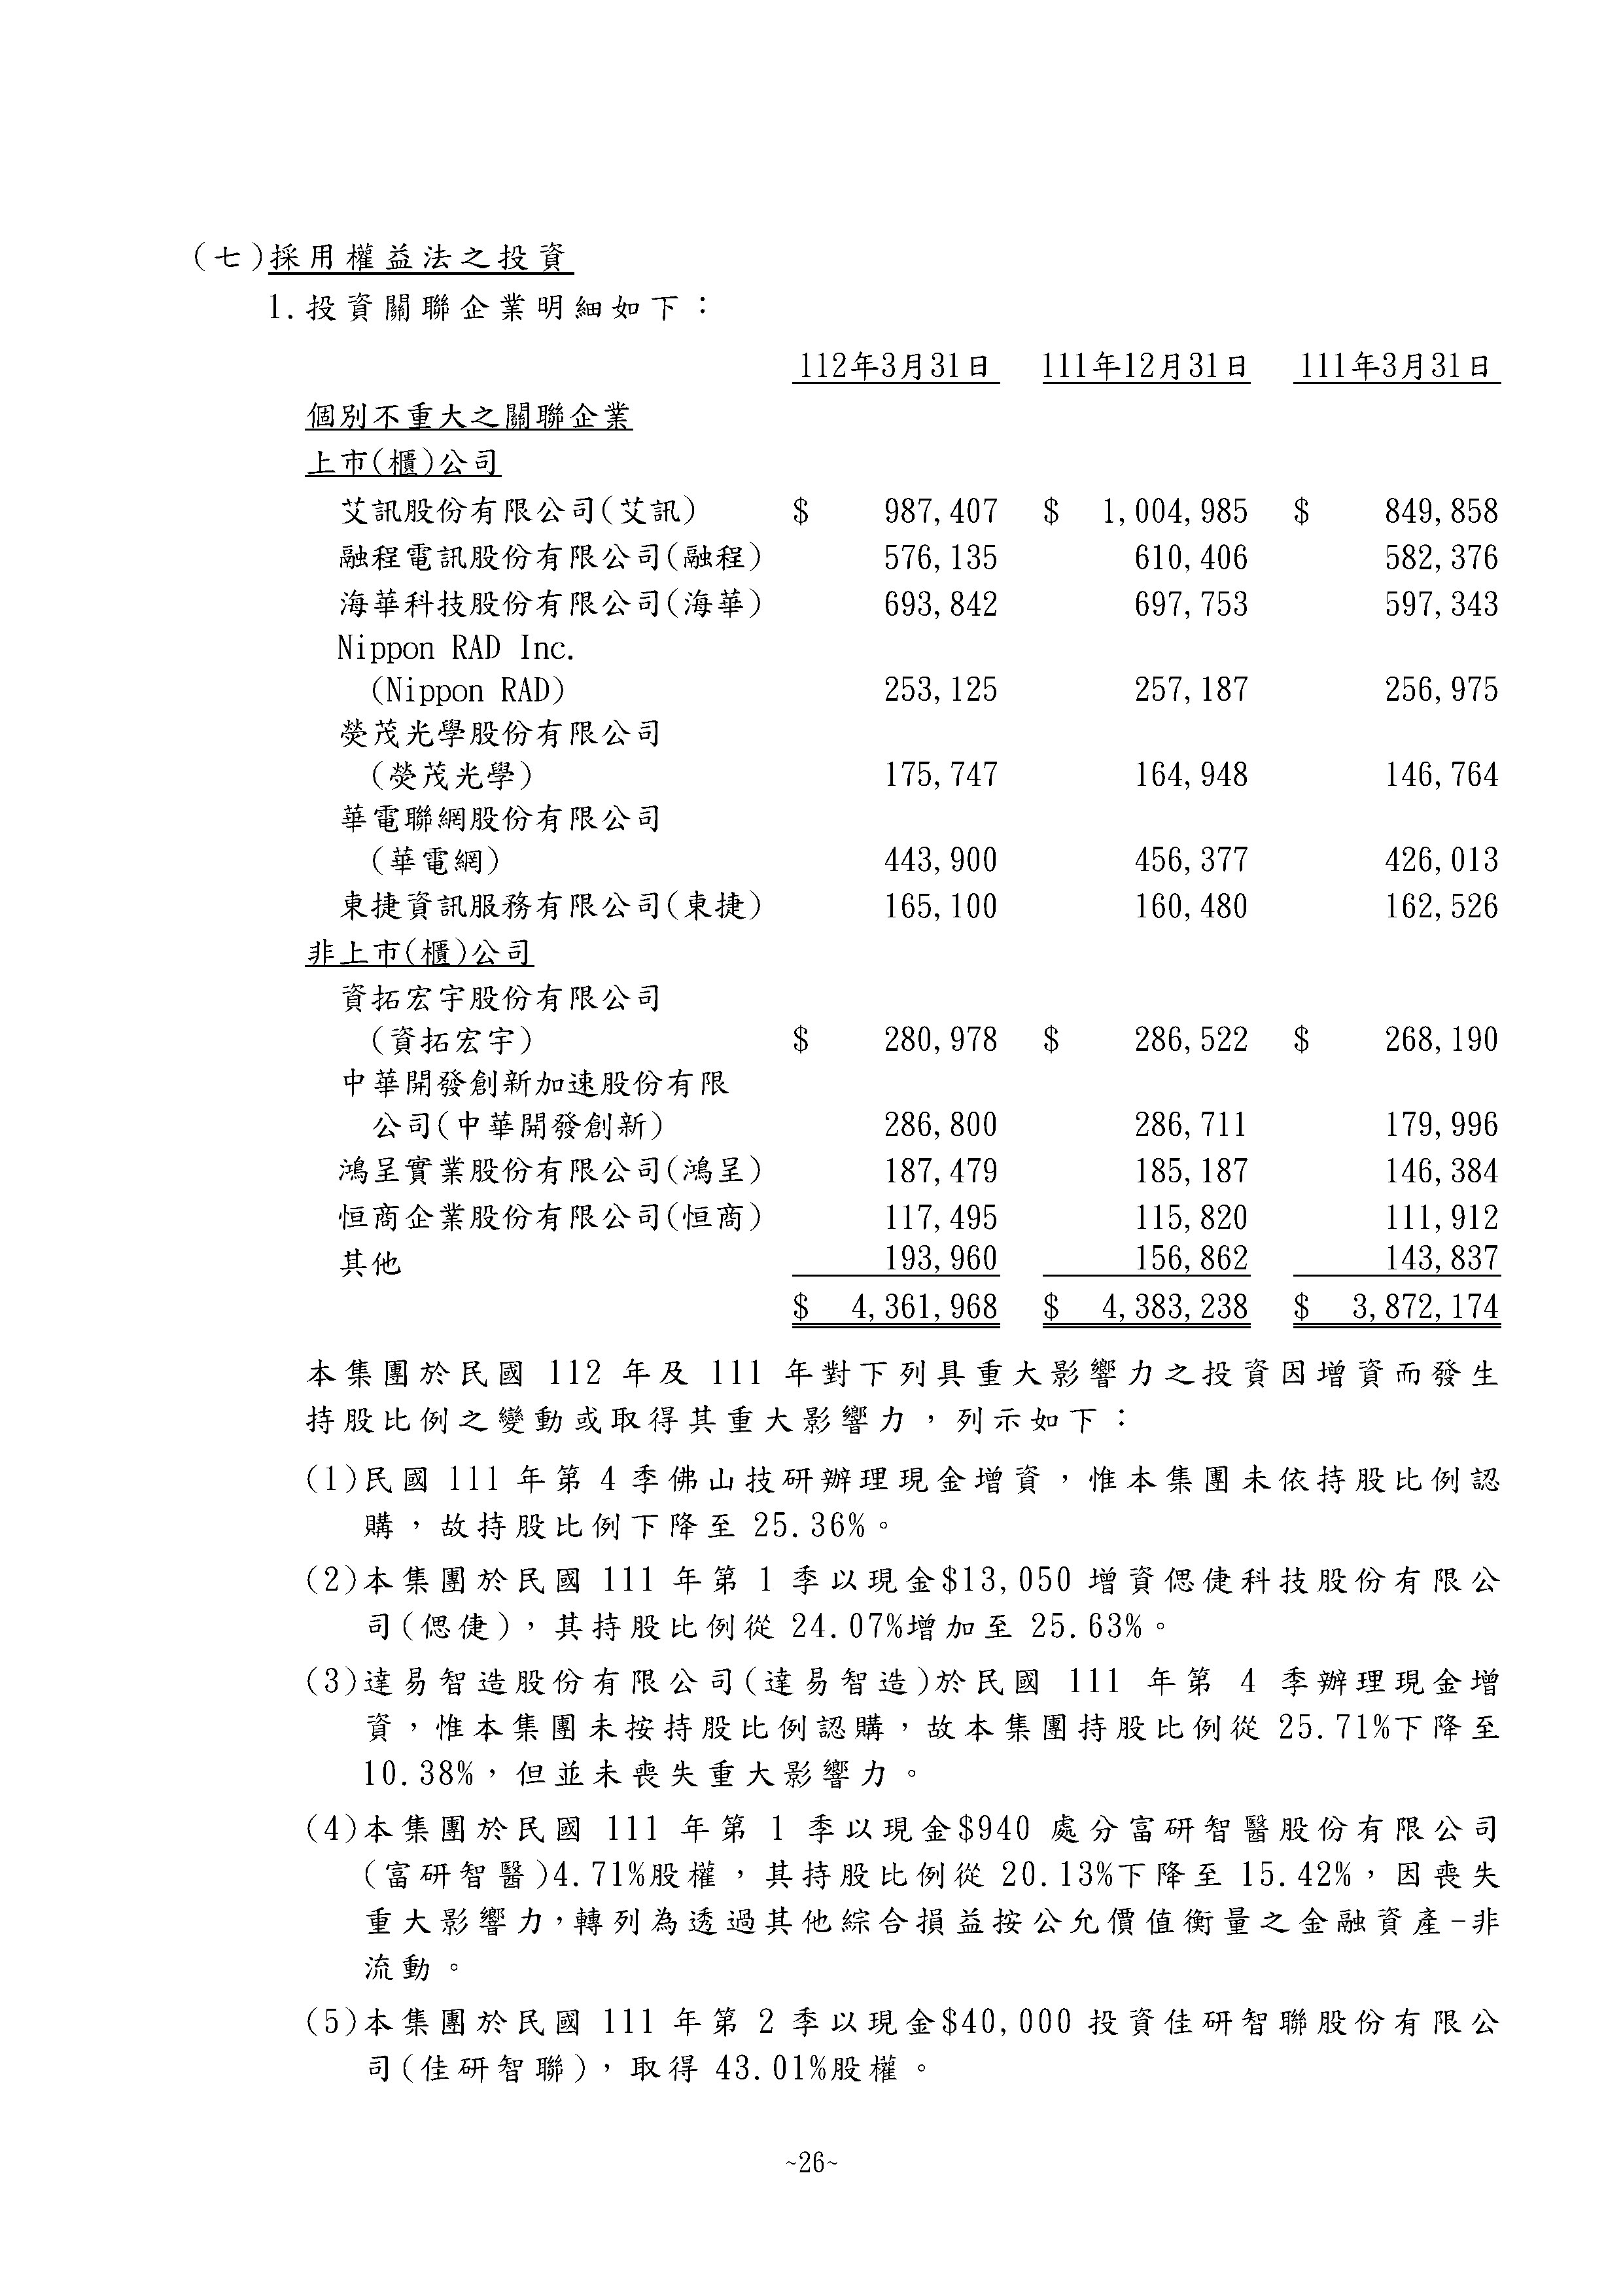 (七)採用權益法之投資
1.投資關聯企業明細如下：
112年3月31日 111年12月31日 111年3月31日
個別不重大之關聯企業
上市(櫃)公司
艾訊股份有限公司(艾訊) $ 987,407 $ 1,004,985 $ 849,858
融程電訊股份有限公司(融程) 576,135 610,406 582,376
海華科技股份有限公司(海華) 693,842 697,753 597,343
Nippon RAD Inc.
(Nippon RAD) 253,125 257,187 256,975
熒茂光學股份有限公司
(熒茂光學) 175,747 164,948 146,764
華電聯網股份有限公司
(華電網) 443,900 456,377 426,013
東捷資訊服務有限公司(東捷) 165,100 160,480 162,526
非上市(櫃)公司
資拓宏宇股份有限公司
(資拓宏宇) $ 280,978 $ 286,522 $ 268,190
中華開發創新加速股份有限
公司(中華開發創新) 286,800 286,711 179,996
鴻呈實業股份有限公司(鴻呈) 187,479 185,187 146,384
恒商企業股份有限公司(恒商) 117,495 115,820 111,912
其他 193,960 156,862 143,837
$ 4,361,968 $ 4,383,238 $ 3,872,174
本集團於民國 112 年及 111 年對下列具重大影響力之投資因增資而發生
持股比例之變動或取得其重大影響力，列示如下：
(1)民國 111 年第 4 季佛山技研辦理現金增資，惟本集團未依持股比例認
購，故持股比例下降至 25.36%。
(2)本集團於民國 111 年第 1 季以現金$13,050 增資偲倢科技股份有限公
司(偲倢)，其持股比例從 24.07%增加至 25.63%。
(3)達易智造股份有限公司(達易智造)於民國 111 年第 4 季辦理現金增
資，惟本集團未按持股比例認購，故本集團持股比例從 25.71%下降至
10.38%，但並未喪失重大影響力。
(4)本集團於民國 111 年第 1 季以現金$940 處分富研智醫股份有限公司
(富研智醫)4.71%股權，其持股比例從 20.13%下降至 15.42%，因喪失
重大影響力，轉列為透過其他綜合損益按公允價值衡量之金融資產-非
流動。
(5)本集團於民國 111 年第 2 季以現金$40,000 投資佳研智聯股份有限公
司(佳研智聯)，取得 43.01%股權。
~26~